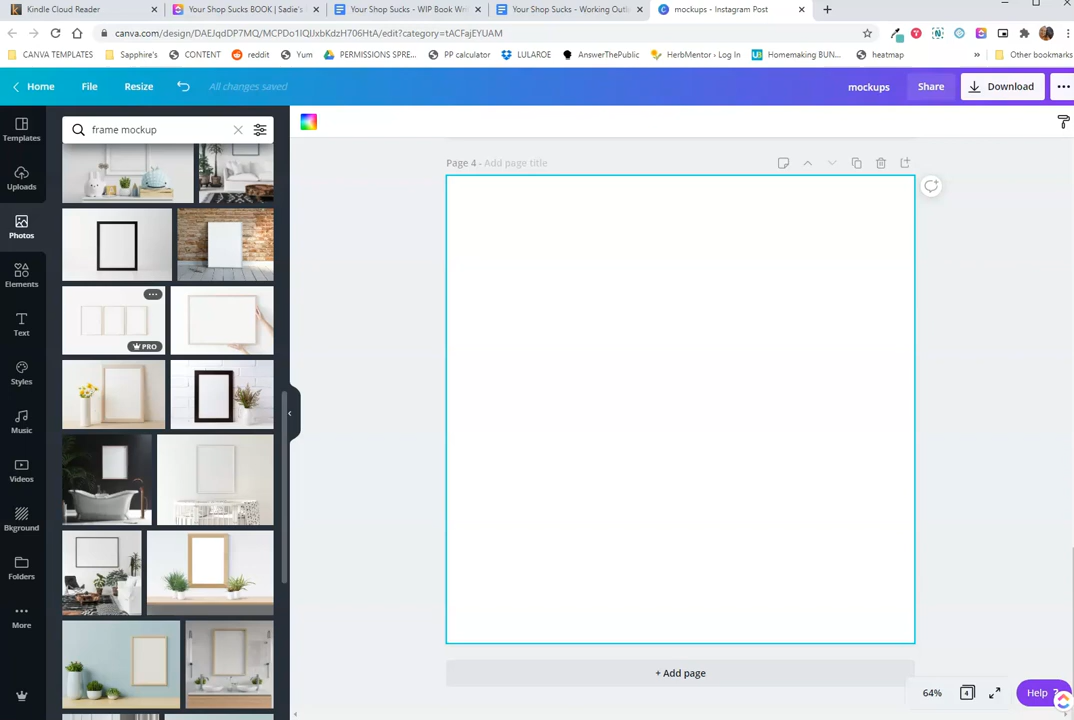 Kindle Cloud Reader
Your Shop Sucks BOOK | Sadie's
Your Shop Sucks - WIP Book Wri
Your Shop Sucks - Working Outl
mockups - Instagram Post
canva.com/design/DAEJqdDP7MQ/MCPDo1IQIJxbKdzH706HtA/edit?category=tACFajEYUAM
CANVA TEMPLATES
Sapphire's
CONTENT
reddit
Yum
PERMISSIONS SPRE...
PP calculator
LULAROE
AnswerThePublic
HerbMentor › Log In
Homemaking BUN...
heatmap
»
Other bookmarks
Home
File
Resize
All changes saved
mockups
Share
Download
Templates
Uploads
Photos
Elements
Text
Styles
Music
Videos
Bkground
Folders
More
frame mockup
PRO
Page 4 - Add page title
+ Add page
64%
4
Help ?